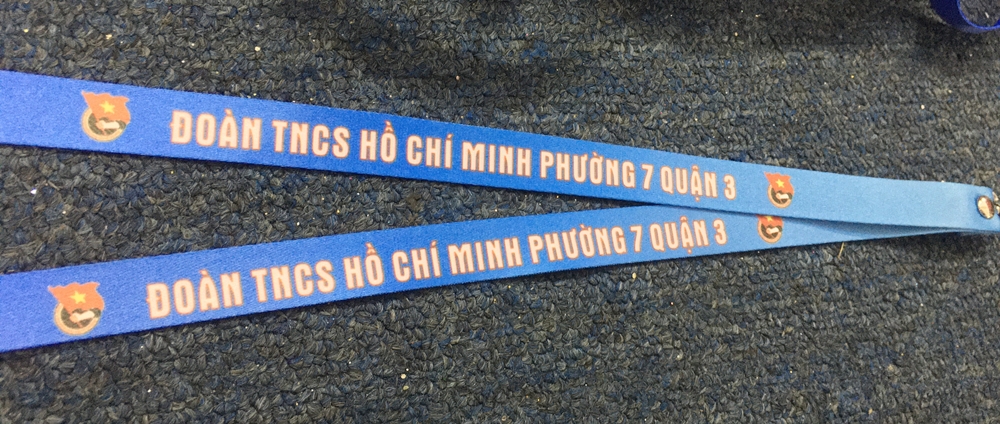 ĐOÀN TNCS HỒ CHÍ MINH PHƯỜNG 7 QUẬN 3
ĐOÀN TNCS HỒ CHÍ MINH PHƯỜNG 7 QUẬN 3